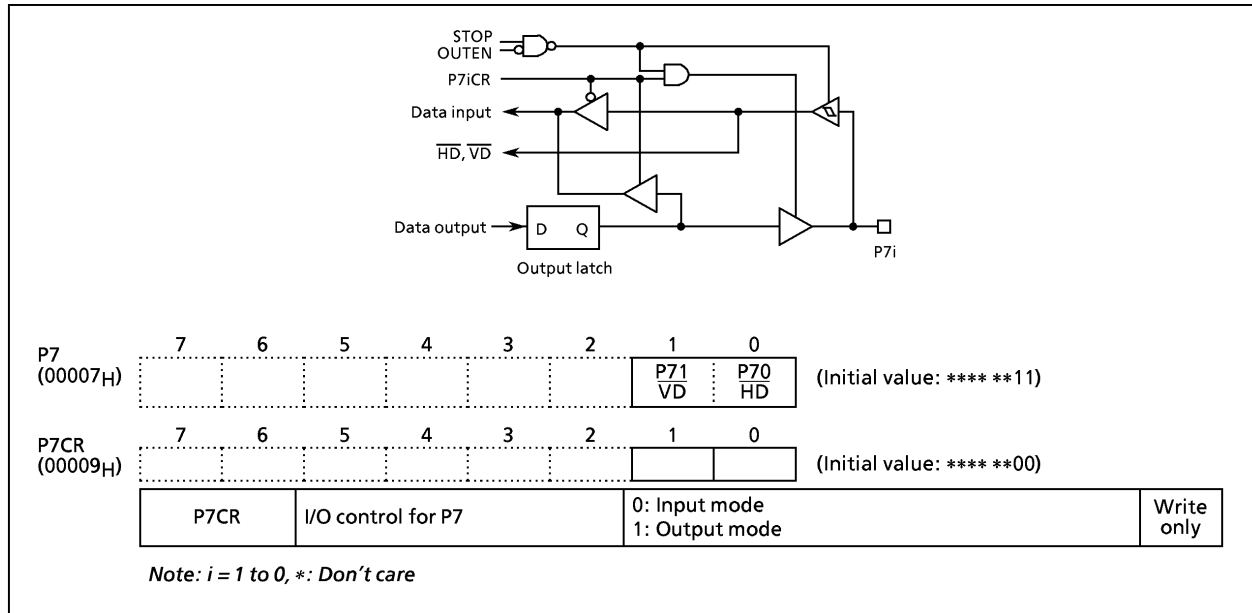 STOP
OUTEN
P7iCR
Data input
HD, VD
Data output
D Q
P7i
Output latch
P7
(00007H)
7 6 5 4 3 2 1 0
P71 P70
VD HD
(Initial value: **** **11)
P7CR
(00009H)
7 6 5 4 3 2 1 0
(Initial value: **** **00)
P7CR
I/O control for P7
0: Input mode
1: Output mode
Write
only
Note: i = 1 to 0, *: Don't care